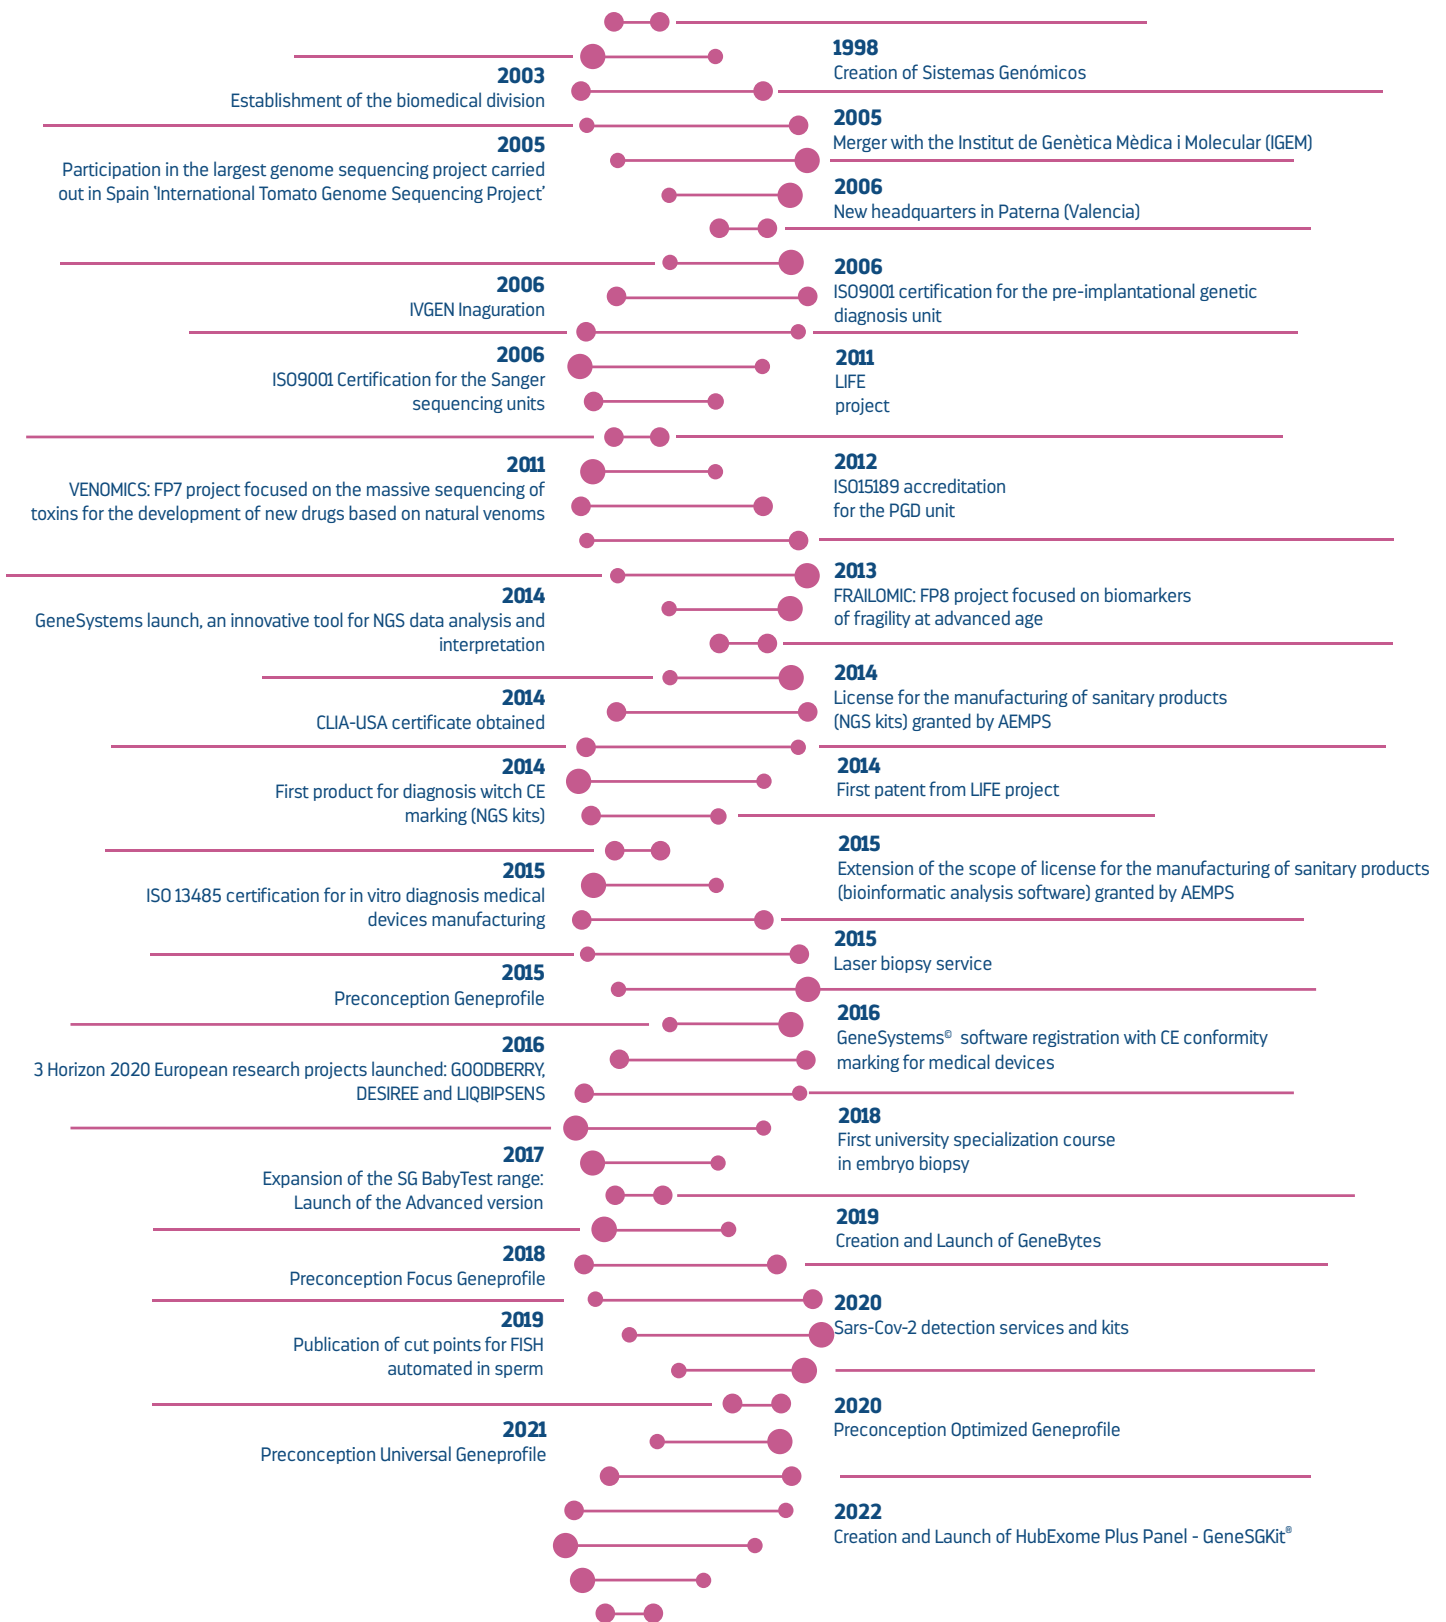 1998
Creation of Sistemas Genómicos
2003
Establishment of the biomedical division
2005
Merger with the Institut de Genètica Mèdica i Molecular (IGEM)
2005
Participation in the largest genome sequencing project carried
out in Spain ‘International Tomato Genome Sequencing Project’
2006
New headquarters in Paterna (Valencia)
2006
ISO9001 certification for the pre-implantational genetic
diagnosis unit
2006
IVGEN Inaguration
2006
ISO9001 Certification for the Sanger
sequencing units
2011
LIFE
project
2011
VENOMICS: FP7 project focused on the massive sequencing of
toxins for the development of new drugs based on natural venoms
2012
ISO15189 accreditation
for the PGD unit
2013
FRAILOMIC: FP8 project focused on biomarkers
of fragility at advanced age
2014
GeneSystems launch, an innovative tool for NGS data analysis and
interpretation
2014
License for the manufacturing of sanitary products
(NGS kits) granted by AEMPS
2014
CLIA-USA certificate obtained
2014
First patent from LIFE project
2014
First product for diagnosis witch CE
marking (NGS kits)
2015
Extension of the scope of license for the manufacturing of sanitary products
(bioinformatic analysis software) granted by AEMPS
2015
ISO 13485 certification for in vitro diagnosis medical
devices manufacturing
2015
Laser biopsy service
2015
Preconception Geneprofile
2016
GeneSystems© software registration with CE conformity
marking for medical devices
2016
3 Horizon 2020 European research projects launched: GOODBERRY,
DESIREE and LIQBIPSENS
2018
First university specialization course
in embryo biopsy
2017
Expansion of the SG BabyTest range:
Launch of the Advanced version
2019
Creation and Launch of GeneBytes
2018
Preconception Focus Geneprofile
2020
Sars-Cov-2 detection services and kits
2019
Publication of cut points for FISH
automated in sperm
2020
Preconception Optimized Geneprofile
2021
Preconception Universal Geneprofile
2022
Creation and Launch of HubExome Plus Panel - GeneSGKit®